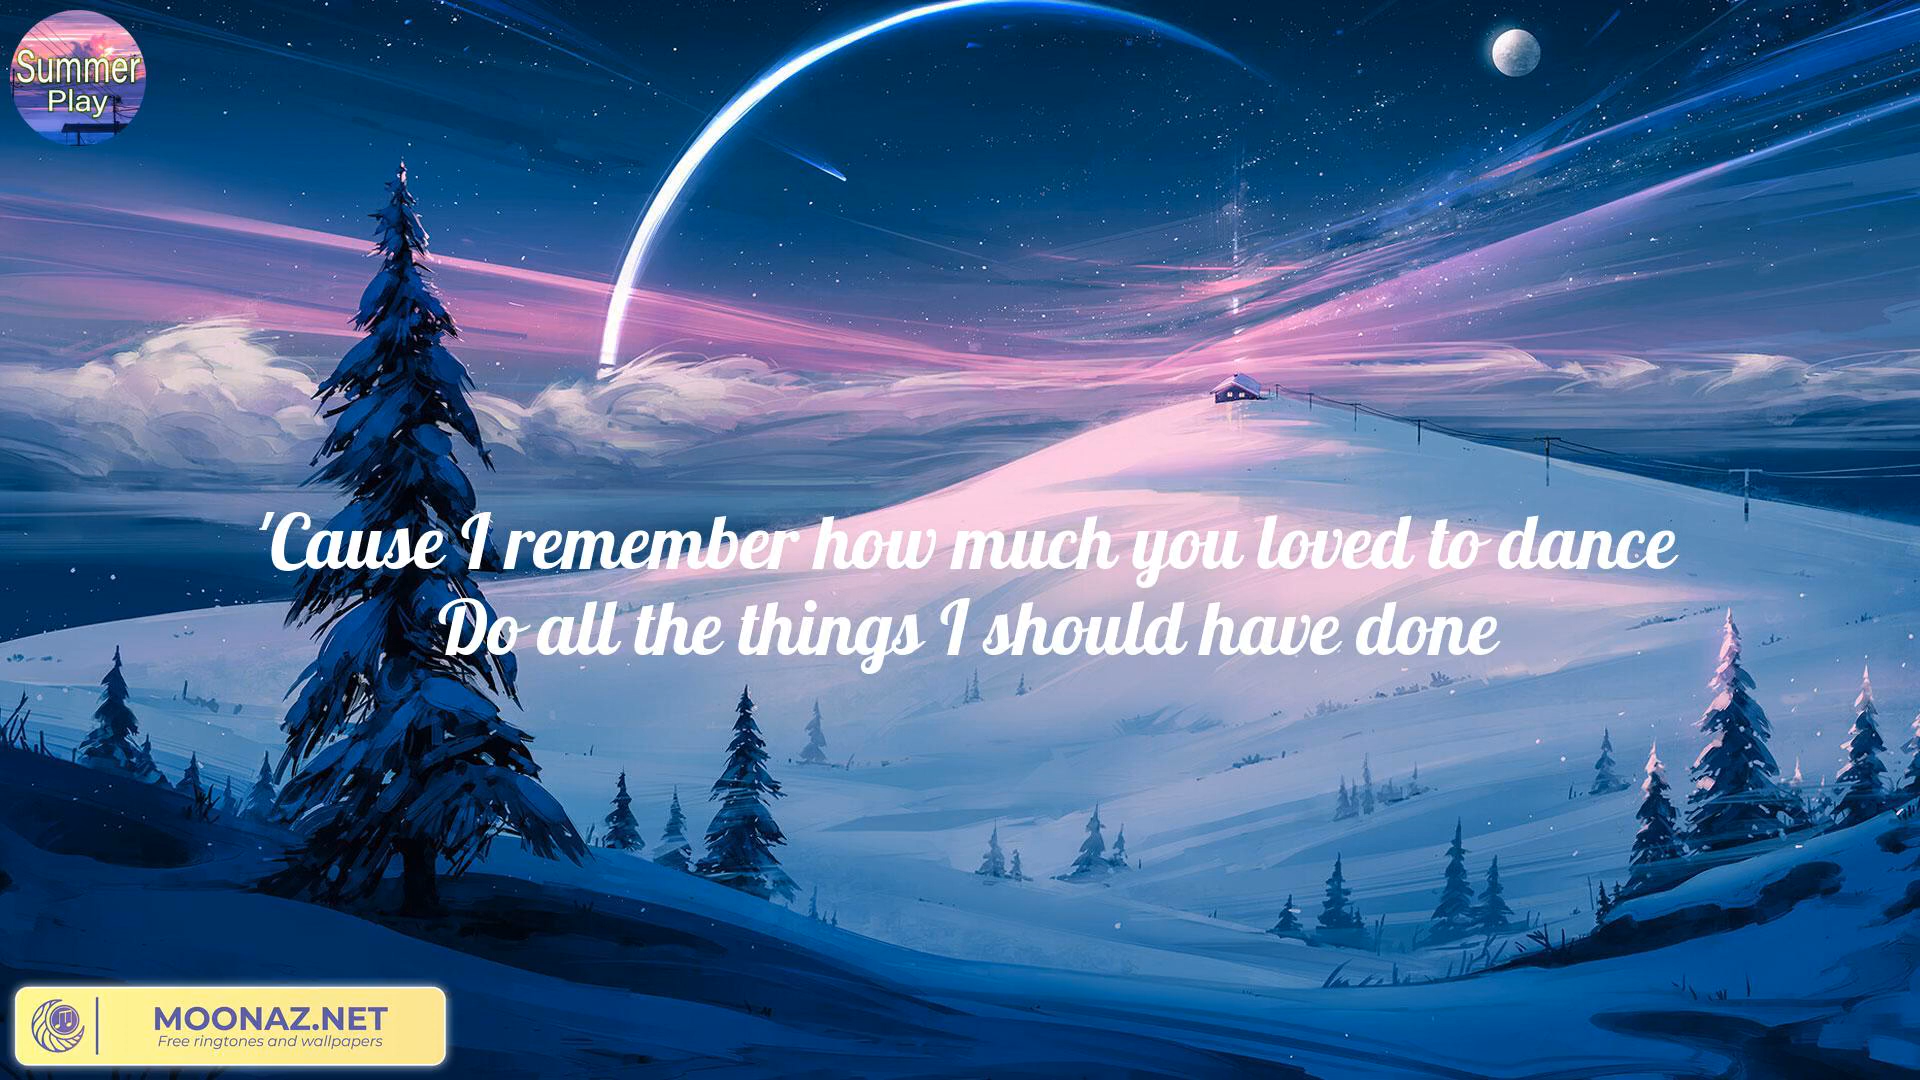 Summer
Play
'Cause I remember how much you loved to dance
Do all the things I should have done
MOONAZ.NET
Free ringtones and wallpapers